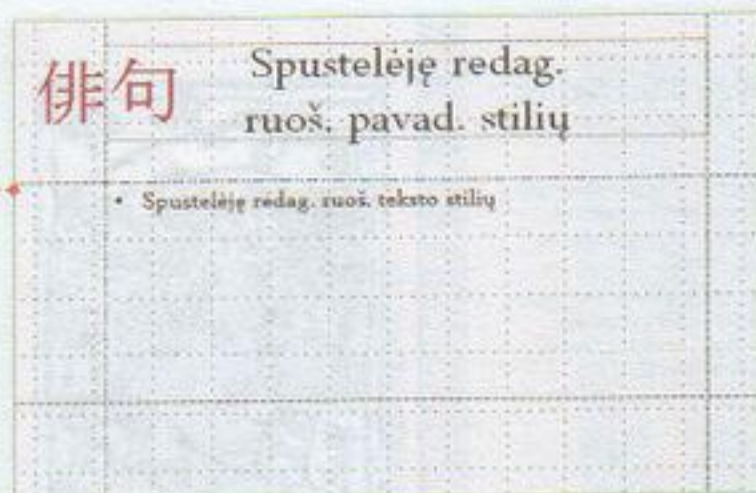 俳句
Spustelėję redag.
ruoš. pavad. stilių
• Spustelėję redag. ruoš. teksto stilių